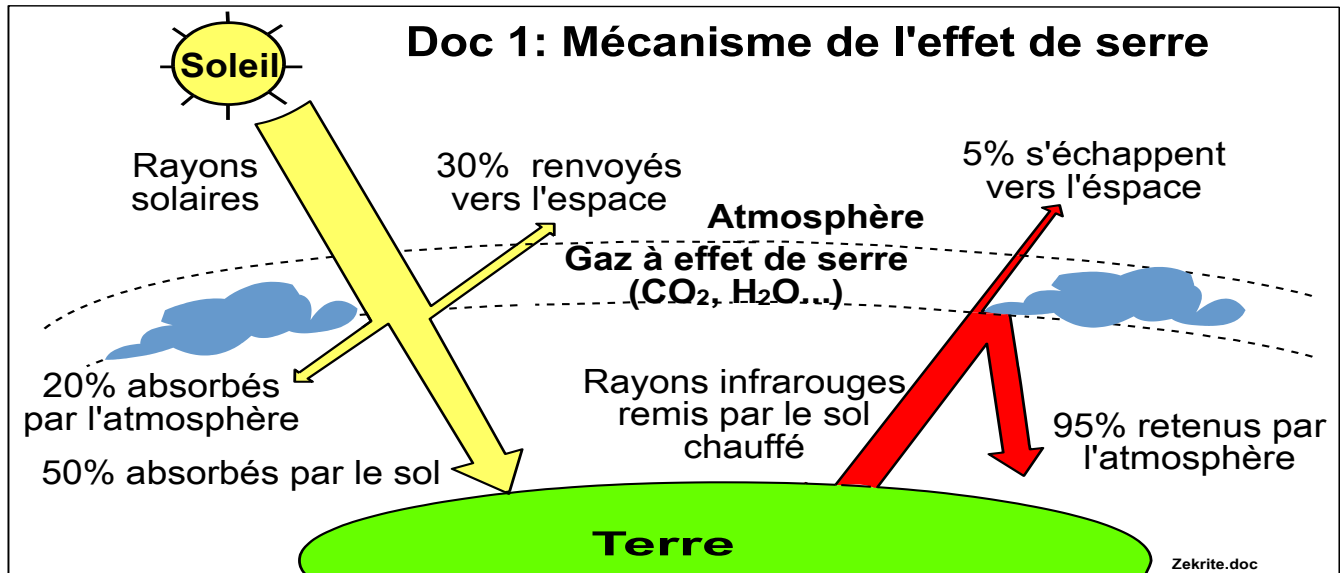 Doc 1: Mécanisme de l'effet de serre
Soleil
Rayons
solaires
30% renvoyés
vers l'espace
5% s'échappent
vers l'éspace
Atmosphère
Gaz à effet de serre
(CO₂, H₂O...)
20% absorbés
par l'atmosphère
50% absorbés par le sol
Rayons infrarouges
remis par le sol
chauffé
95% retenus par
l'atmosphère
Terre
Zekrite.doc